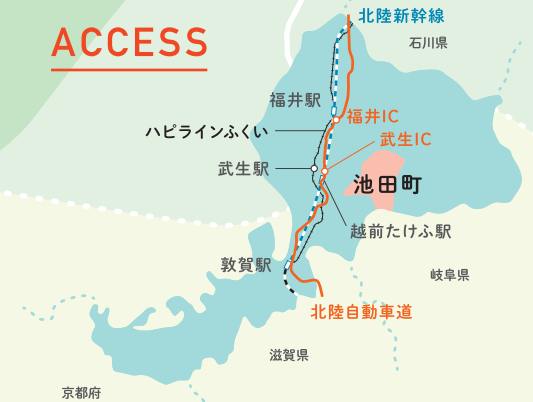 ACCESS
北陸新幹線
石川県
福井駅
福井IC
ハピラインふくい
武生IC
武生駅
池田町
越前たけふ駅
敦賀駅
岐阜県
北陸自動車道
滋賀県
京都府